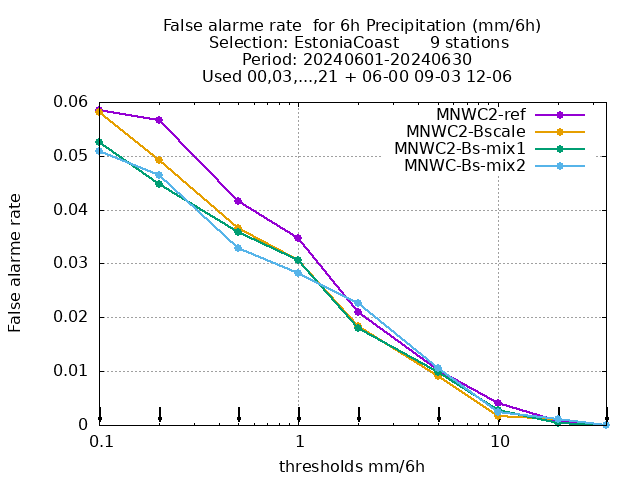 False alarme rate  for 6h Precipitation (mm/6h)
Selection: EstoniaCoast      9 stations
Period: 20240601-20240630
Used 00,03,...,21 + 06-00 09-03 12-06
MNWC2-ref
MNWC2-Bscale
MNWC2-Bs-mix1
MNWC-Bs-mix2
False alarme rate
0.06
0.05
0.04
0.03
0.02
0.01
0
0.1 1 10
thresholds mm/6h